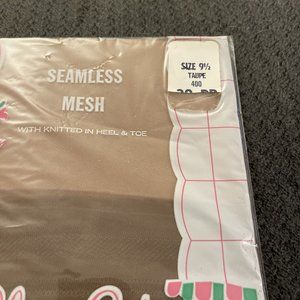 SEAMLESS
MESH
WITH KNITTED IN HEEL & TOE
SIZE 9½
TAUPE
400